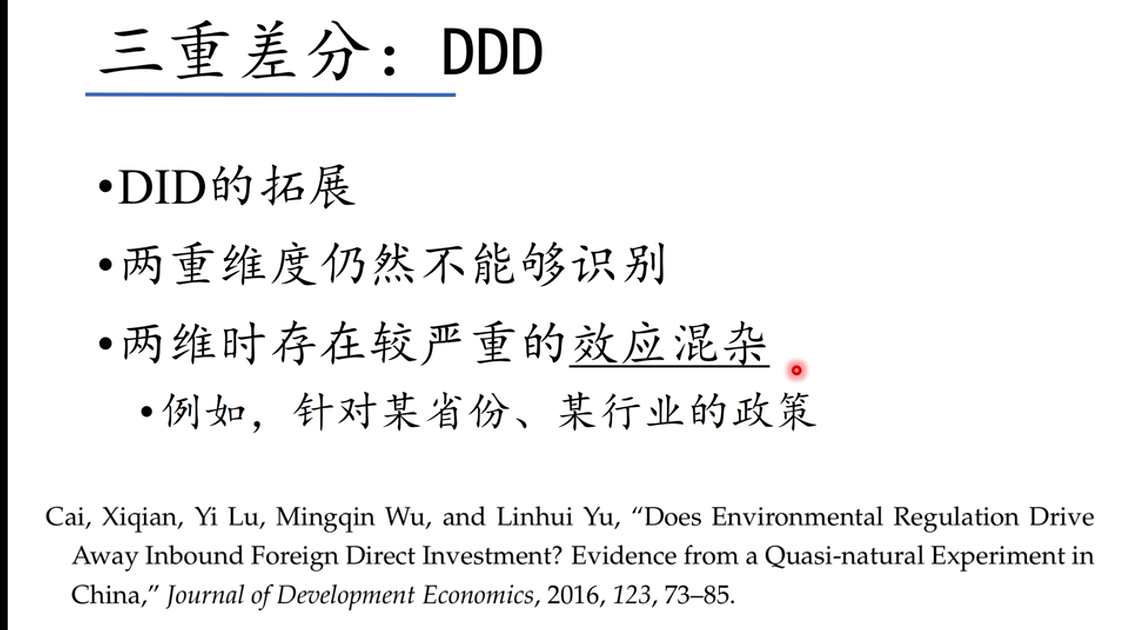 三重差分：DDD
•DID的拓展
•两重维度仍然不能够识别
•两维时存在较严重的效应混杂
•例如，针对某省份、某行业的政策
Cai, Xiqian, Yi Lu, Mingqin Wu, and Linhui Yu, “Does Environmental Regulation Drive
Away Inbound Foreign Direct Investment? Evidence from a Quasi-natural Experiment in
China,” Journal of Development Economics, 2016, 123, 73–85.